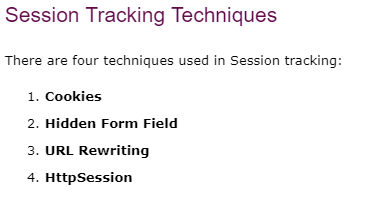 Session Tracking Techniques
There are four techniques used in Session tracking:
1. Cookies
2. Hidden Form Field
3. URL Rewriting
4. HttpSession